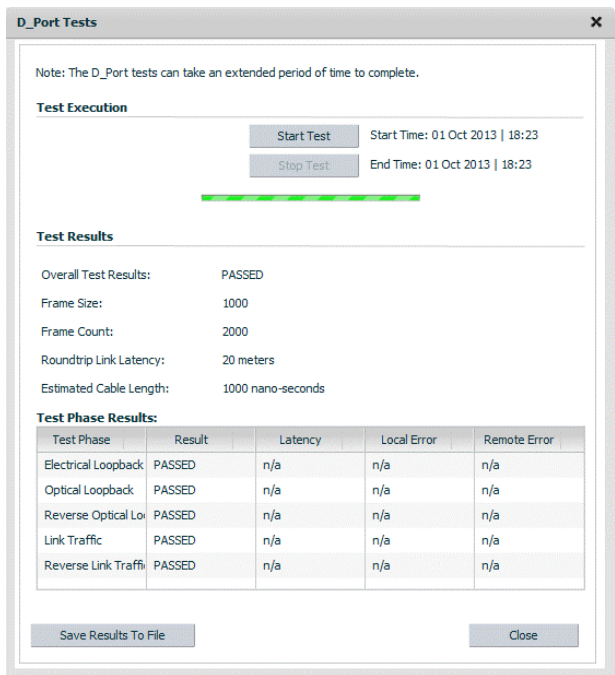 D_Port Tests
Note: The D_Port tests can take an extended period of time to complete.
Test Execution
Start Test Start Time: 01 Oct 2013 | 18:23
Stop Test End Time: 01 Oct 2013 | 18:23
Test Results
Overall Test Results: PASSED
Frame Size: 1000
Frame Count: 2000
Roundtrip Link Latency: 20 meters
Estimated Cable Length: 1000 nano-seconds
Test Phase Results:
Test Phase Result Latency Local Error Remote Error
Electrical Loopback PASSED n/a n/a n/a
Optical Loopback PASSED n/a n/a n/a
Reverse Optical Loo PASSED n/a n/a n/a
Link Traffic PASSED n/a n/a n/a
Reverse Link Traffi PASSED n/a n/a n/a
Save Results To File Close